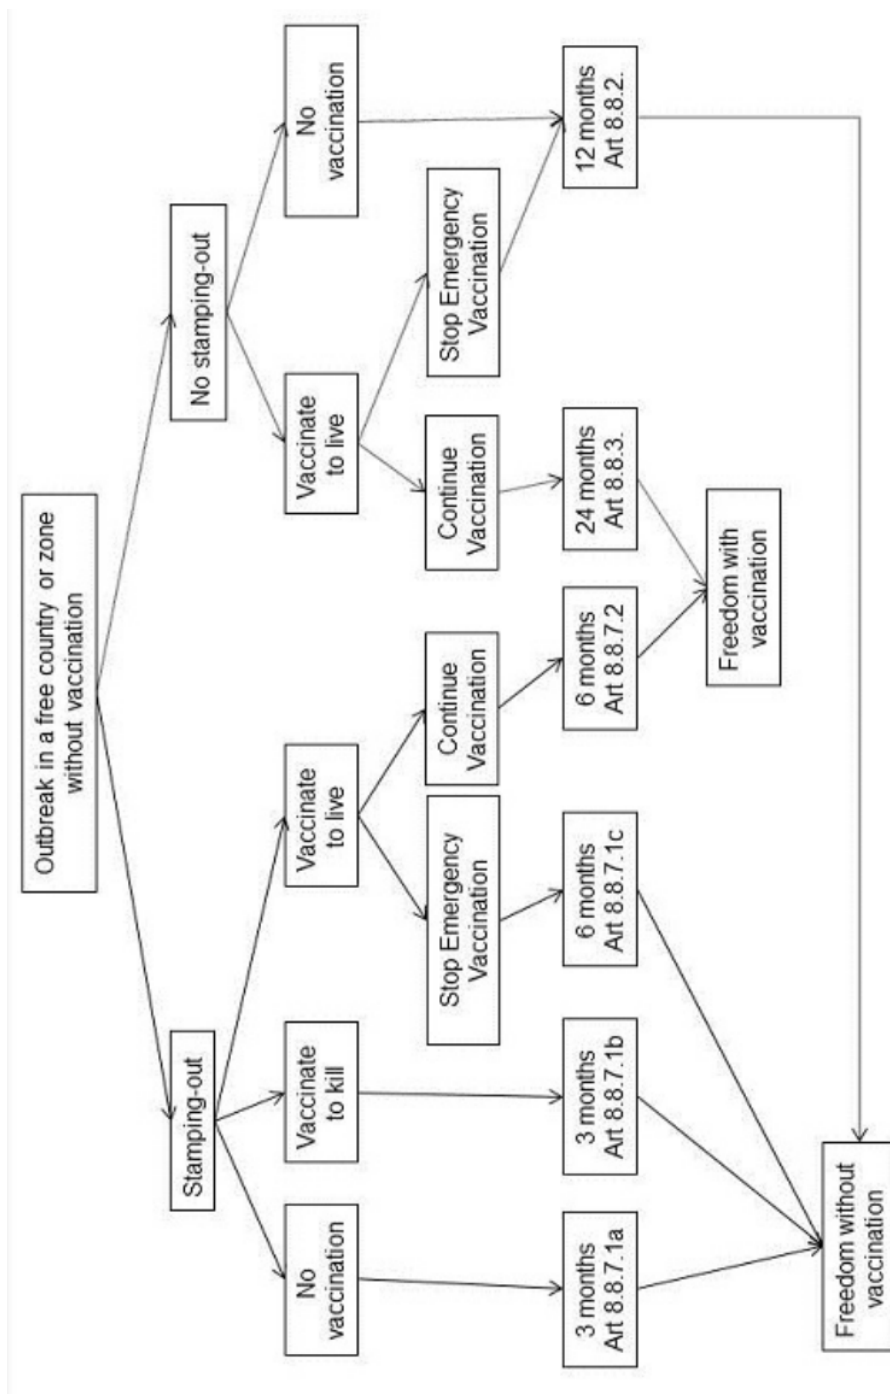 Outbreak in a free country or zone
without vaccination
Stamping-out
No stamping-out
No
vaccination
Vaccinate
to kill
Vaccinate
to live
Vaccinate
to live
No
vaccination
Stop Emergency
Vaccination
Continue
Vaccination
Continue
Vaccination
Stop Emergency
Vaccination
3 months
Art 8.8.7.1a
3 months
Art 8.8.7.1b
6 months
Art 8.8.7.1c
6 months
Art 8.8.7.2
24 months
Art 8.8.3.
12 months
Art 8.8.2.
Freedom with
vaccination
Freedom without
vaccination